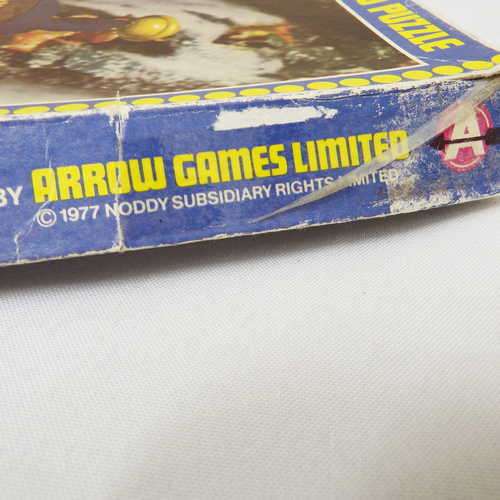 PUZZLE
BY ARROW GAMES LIMITED
© 1977 NODDY SUBSIDIARY RIGHTS LIMITED
A